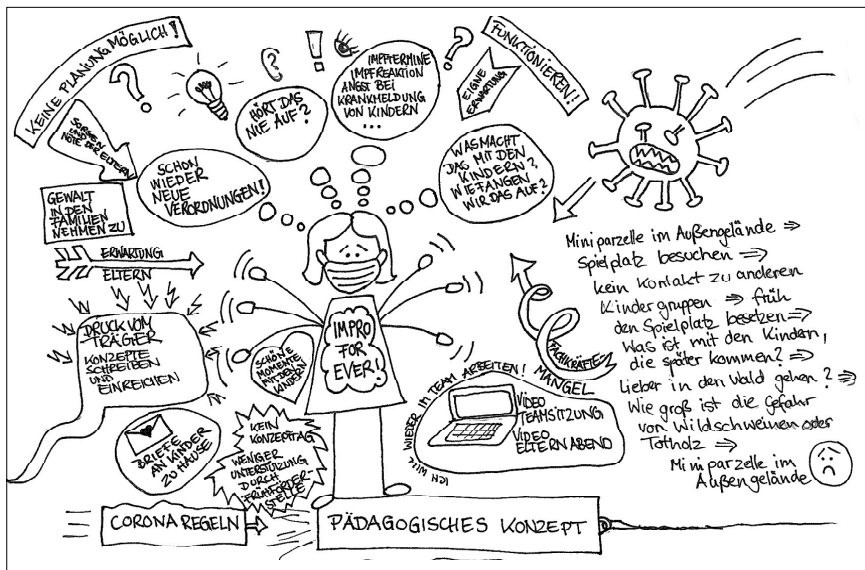 KEINE PLANUNG MÖGLICH!
?
!
?
FUNKTIONIEREN!
SORGEN
UND
NÖTE DER ELTERN
HÖRT DAS
NIE AUF?
IMPFTERMINE
IMPFREAKTION
ANGST BEI
KRANKMELDUNG
VON KINDERN
...
EIGNE
ERWARTUNG
SCHON
WIEDER
NEUE
VERORDNUNGEN!
WAS MACHT
DAS MIT DEN
KINDERN?
WIE FANGEN
WIR DAS AUF?
GEWALT
IN DEN
FAMILIEN
NEHMEN ZU
ERWARTUNG
ELTERN
DRUCK VOM
TRÄGER
KONZEPTE
SCHREIBEN
UND
EINREICHEN
SCHÖNE
MOMENTE
MIT DEN
KINDERN
IMPRO
FOR
EVER!
FACHKRÄFTE-
MANGEL
Miniparzelle im Außengelände ⇒
Spielplatz besuchen ⇒
kein Kontakt zu anderen
Kindergruppen ⇒ früh
den Spielplatz besetzen ⇒
Was ist mit den Kindern,
die später kommen? ⇒
Lieber in den Wald gehen? ⇒
Wie groß ist die Gefahr
von Wildschweinen oder
Totholz ⇒
Miniparzelle im
Außengelände
BRIEFE
AN KINDER
ZU HAUSE
KEIN
KONZEPTTAG
WENIGER
UNTERSTÜTZUNG
DURCH
FRÜHFÖRDER-
STELLE
ICH WILL WIEDER IM TEAM ARBEITEN!
VIDEO
TEAMSITZUNG
VIDEO
ELTERNABEND
CORONAREGELN
PÄDAGOGISCHES KONZEPT